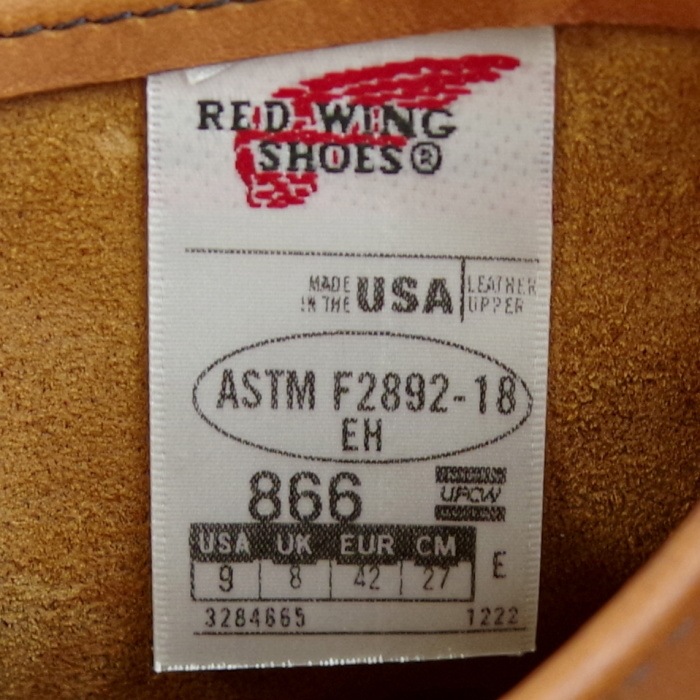 RED WING
SHOES®
MADE IN THE USA LEATHER UPPER
ASTM F2892-18
EH
866 UFCW
USA UK EUR CM
9 8 42 27 E
3284665 1222